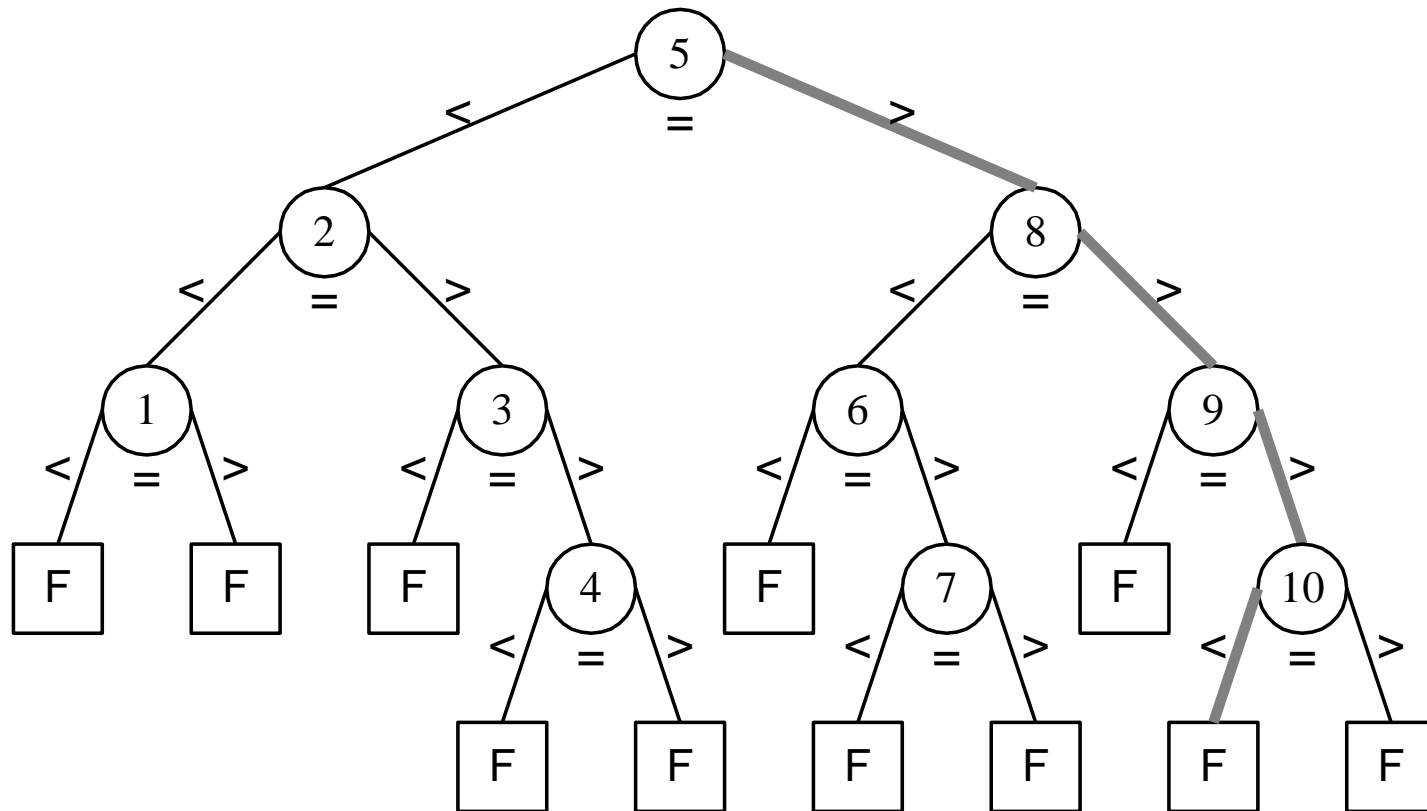 5
< = >
2 8
< = > < = >
1 3 6 9
< = > < = > < = > < = >
F F F 4 F 7 F 10
< = > < = > < = >
F F F F F F